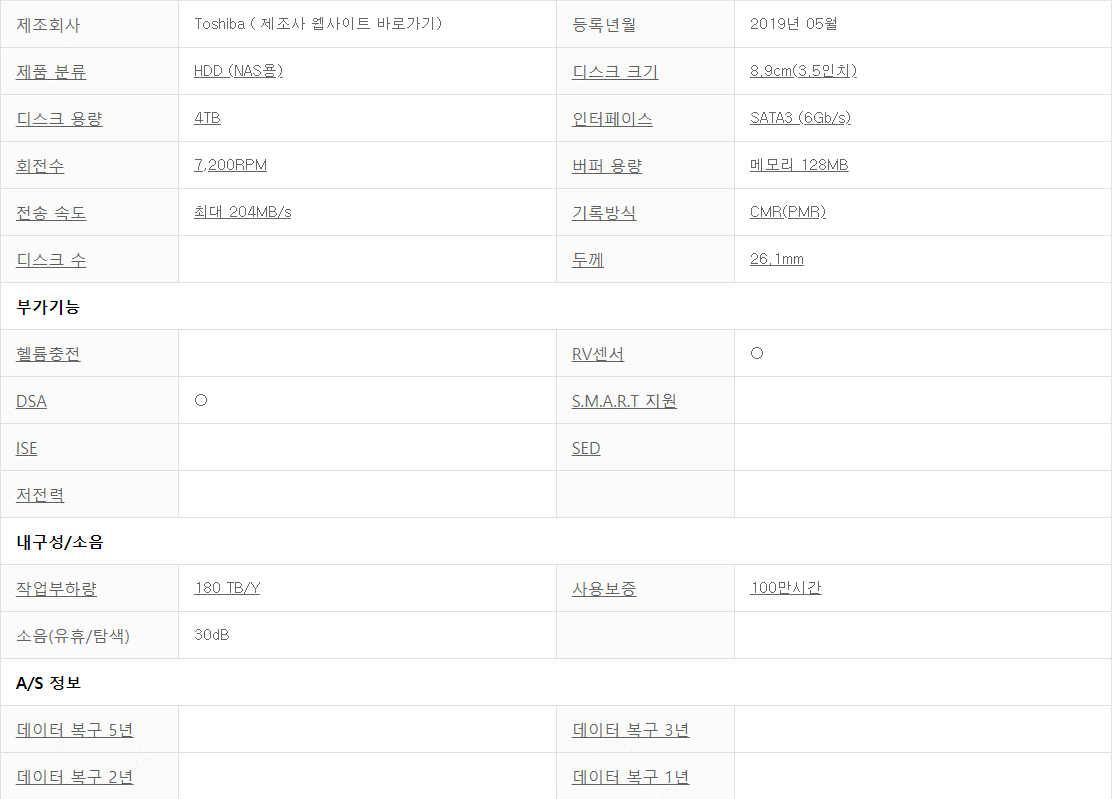 제조회사 Toshiba ( 제조사 웹사이트 바로가기) 등록년월 2019년 05월
제품 분류 HDD (NAS용) 디스크 크기 8.9cm(3.5인치)
디스크 용량 4TB 인터페이스 SATA3 (6Gb/s)
회전수 7,200RPM 버퍼 용량 메모리 128MB
전송 속도 최대 204MB/s 기록방식 CMR(PMR)
디스크 수 두께 26.1mm
부가기능
헬륨충전 RV센서 ○
DSA ○ S.M.A.R.T 지원
ISE SED
저전력
내구성/소음
작업부하량 180 TB/Y 사용보증 100만시간
소음(유휴/탐색) 30dB
A/S 정보
데이터 복구 5년 데이터 복구 3년
데이터 복구 2년 데이터 복구 1년